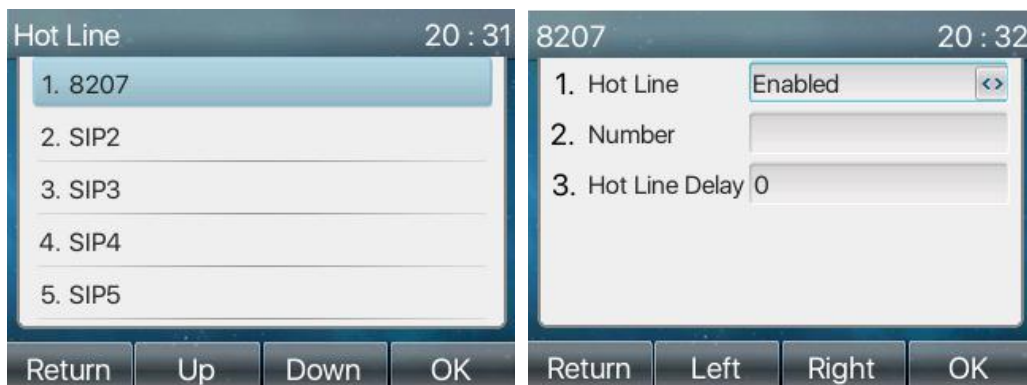 Hot Line 20 : 31
1. 8207
2. SIP2
3. SIP3
4. SIP4
5. SIP5
Return Up Down OK
8207 20 : 32
1. Hot Line Enabled <>
2. Number
3. Hot Line Delay 0
Return Left Right OK